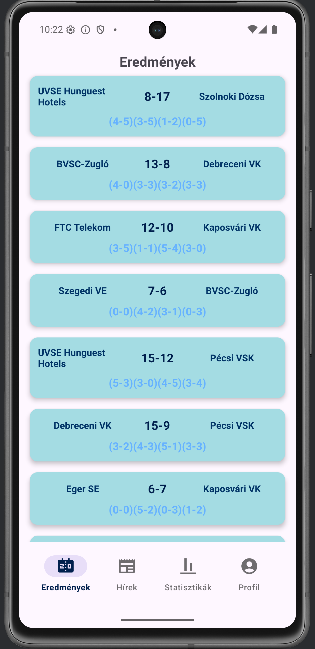 10:22
Eredmények
UVSE Hunguest
Hotels
8-17
Szolnoki Dózsa
(4-5)(3-5)(1-2)(0-5)
BVSC-Zugló 13-8 Debreceni VK
(4-0)(3-3)(3-2)(3-3)
FTC Telekom 12-10 Kaposvári VK
(3-5)(1-1)(5-4)(3-0)
Szegedi VE 7-6 BVSC-Zugló
(0-0)(4-2)(3-1)(0-3)
UVSE Hunguest
Hotels
15-12
Pécsi VSK
(5-3)(3-0)(4-5)(3-4)
Debreceni VK 15-9 Pécsi VSK
(3-2)(4-3)(5-1)(3-3)
Eger SE 6-7 Kaposvári VK
(0-0)(5-2)(0-3)(1-2)
Eredmények Hírek Statisztikák Profil